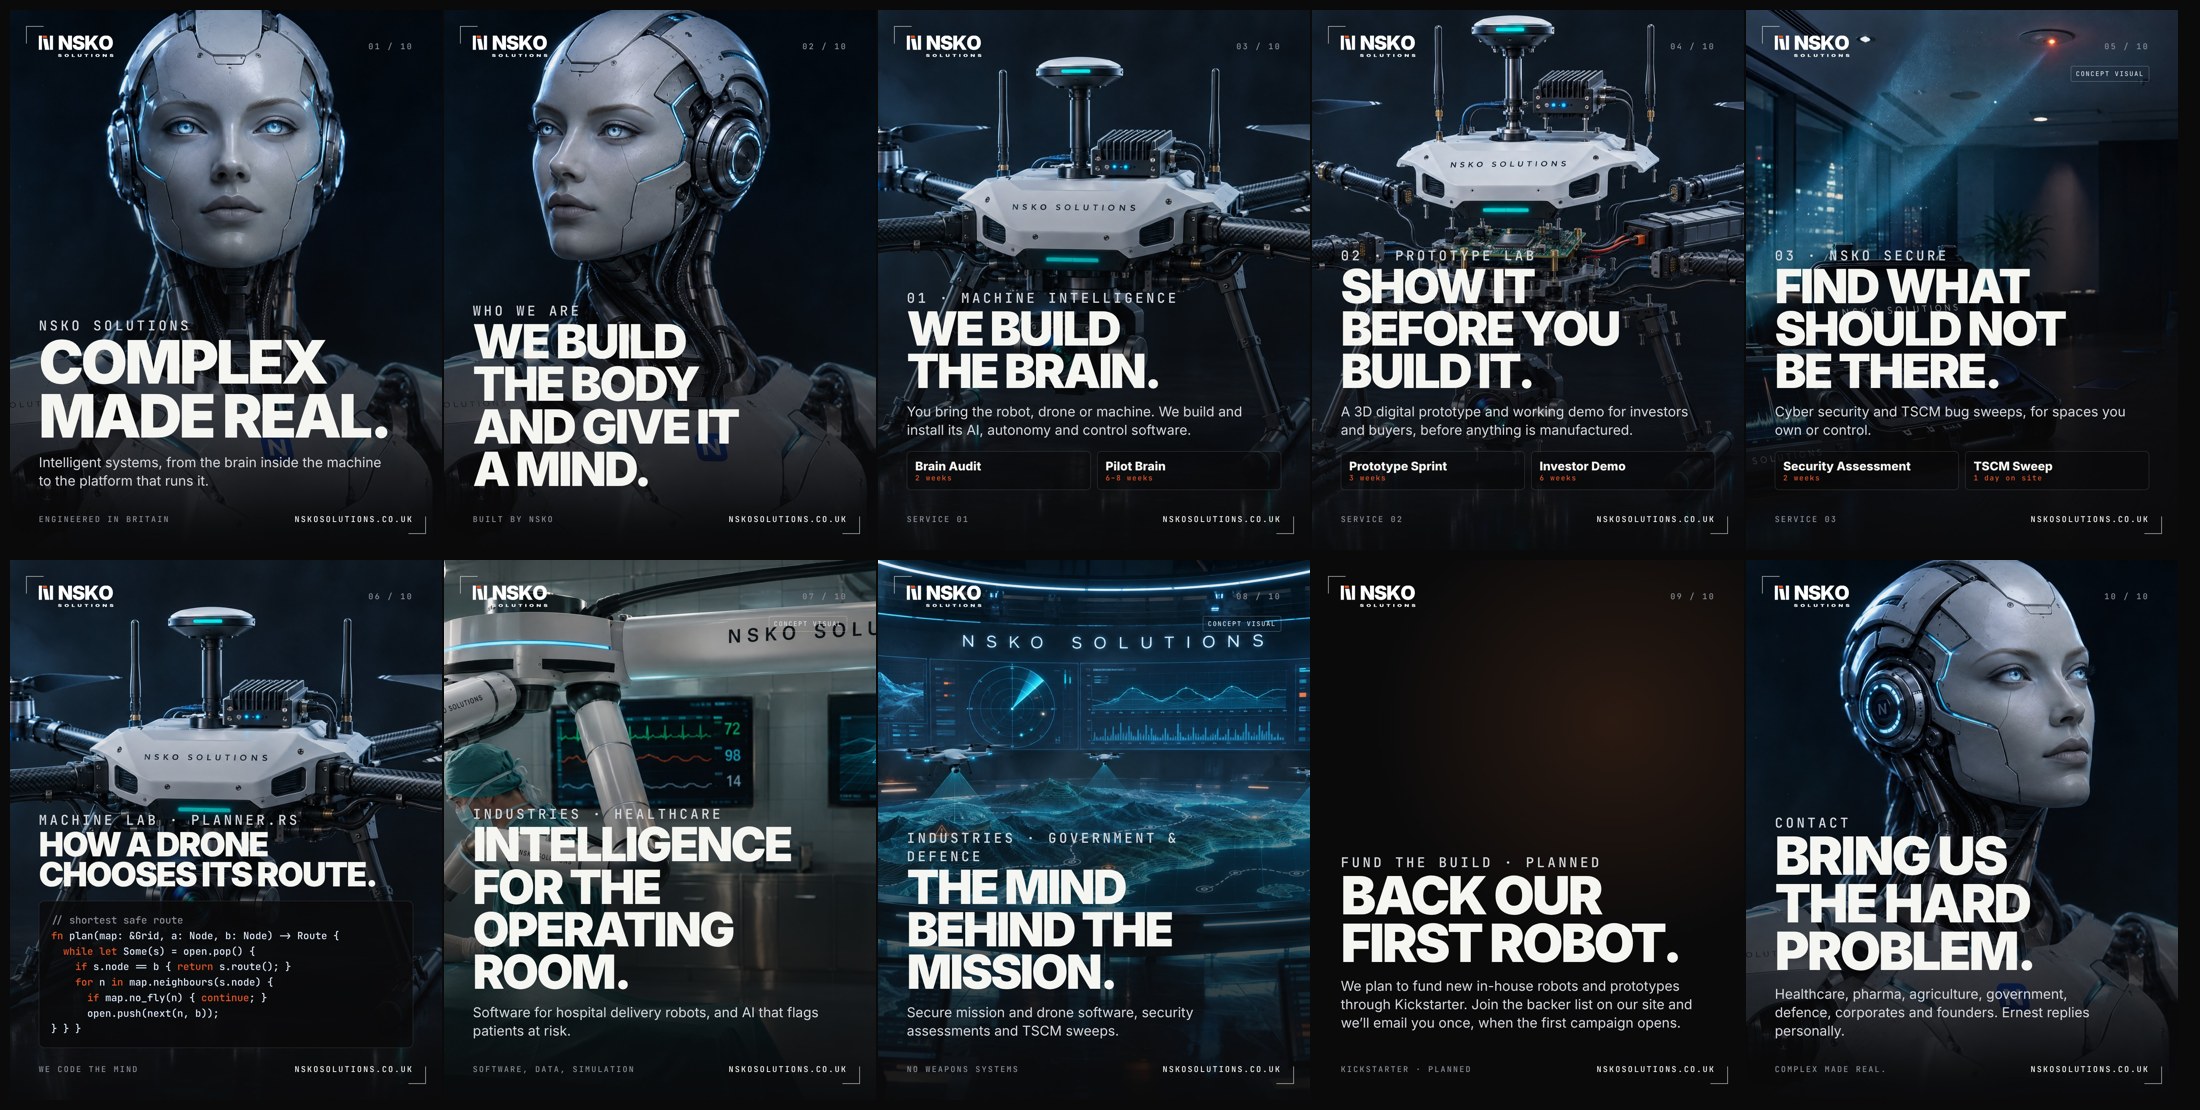 NSKO
SOLUTIONS
01 / 10
NSKO SOLUTIONS
COMPLEX
MADE REAL.
Intelligent systems, from the brain inside the machine
to the platform that runs it.
ENGINEERED IN BRITAIN
NSKOSOLUTIONS.CO.UK
NSKO
SOLUTIONS
02 / 10
WHO WE ARE
WE BUILD
THE BODY
AND GIVE IT
A MIND.
N
BUILT BY NSKO
NSKOSOLUTIONS.CO.UK
NSKO
SOLUTIONS
03 / 10
NSKO SOLUTIONS
01 · MACHINE INTELLIGENCE
WE BUILD
THE BRAIN.
You bring the robot, drone or machine. We build and
install its AI, autonomy and control software.
Brain Audit
2 weeks
Pilot Brain
6–8 weeks
SERVICE 01
NSKOSOLUTIONS.CO.UK
NSKO
SOLUTIONS
04 / 10
NSKO SOLUTIONS
02 · PROTOTYPE LAB
SHOW IT
BEFORE YOU
BUILD IT.
A 3D digital prototype and working demo for investors
and buyers, before anything is manufactured.
Prototype Sprint
3 weeks
Investor Demo
6 weeks
SERVICE 02
NSKOSOLUTIONS.CO.UK
NSKO
SOLUTIONS
05 / 10
CONCEPT VISUAL
03 · NSKO SECURE
FIND WHAT
SHOULD NOT
BE THERE.
Cyber security and TSCM bug sweeps, for spaces you
own or control.
Security Assessment
2 weeks
TSCM Sweep
1 day on site
SERVICE 03
NSKOSOLUTIONS.CO.UK
NSKO
SOLUTIONS
06 / 10
NSKO SOLUTIONS
MACHINE LAB · PLANNER.RS
HOW A DRONE
CHOOSES ITS ROUTE.
// shortest safe route
fn plan(map: &Grid, a: Node, b: Node) → Route {
while let Some(s) = open.pop() {
if s.node == b { return s.route(); }
for n in map.neighbours(s.node) {
if map.no_fly(n) { continue; }
open.push(next(n, b));
} } }
WE CODE THE MIND
NSKOSOLUTIONS.CO.UK
NSKO
SOLUTIONS
07 / 10
CONCEPT VISUAL
NSKO SOLU
SOLUTIONS
72
98
14
INDUSTRIES · HEALTHCARE
INTELLIGENCE
FOR THE
OPERATING
ROOM.
Software for hospital delivery robots, and AI that flags
patients at risk.
SOFTWARE, DATA, SIMULATION
NSKOSOLUTIONS.CO.UK
NSKO
SOLUTIONS
08 / 10
CONCEPT VISUAL
NSKO SOLUTIONS
INDUSTRIES · GOVERNMENT &
DEFENCE
THE MIND
BEHIND THE
MISSION.
Secure mission and drone software, security
assessments and TSCM sweeps.
NO WEAPONS SYSTEMS
NSKOSOLUTIONS.CO.UK
NSKO
SOLUTIONS
09 / 10
FUND THE BUILD · PLANNED
BACK OUR
FIRST ROBOT.
We plan to fund new in-house robots and prototypes
through Kickstarter. Join the backer list on our site and
we'll email you once, when the first campaign opens.
KICKSTARTER · PLANNED
NSKOSOLUTIONS.CO.UK
NSKO
SOLUTIONS
10 / 10
N
CONTACT
BRING US
THE HARD
PROBLEM.
Healthcare, pharma, agriculture, government,
defence, corporates and founders. Ernest replies
personally.
COMPLEX MADE REAL.
NSKOSOLUTIONS.CO.UK